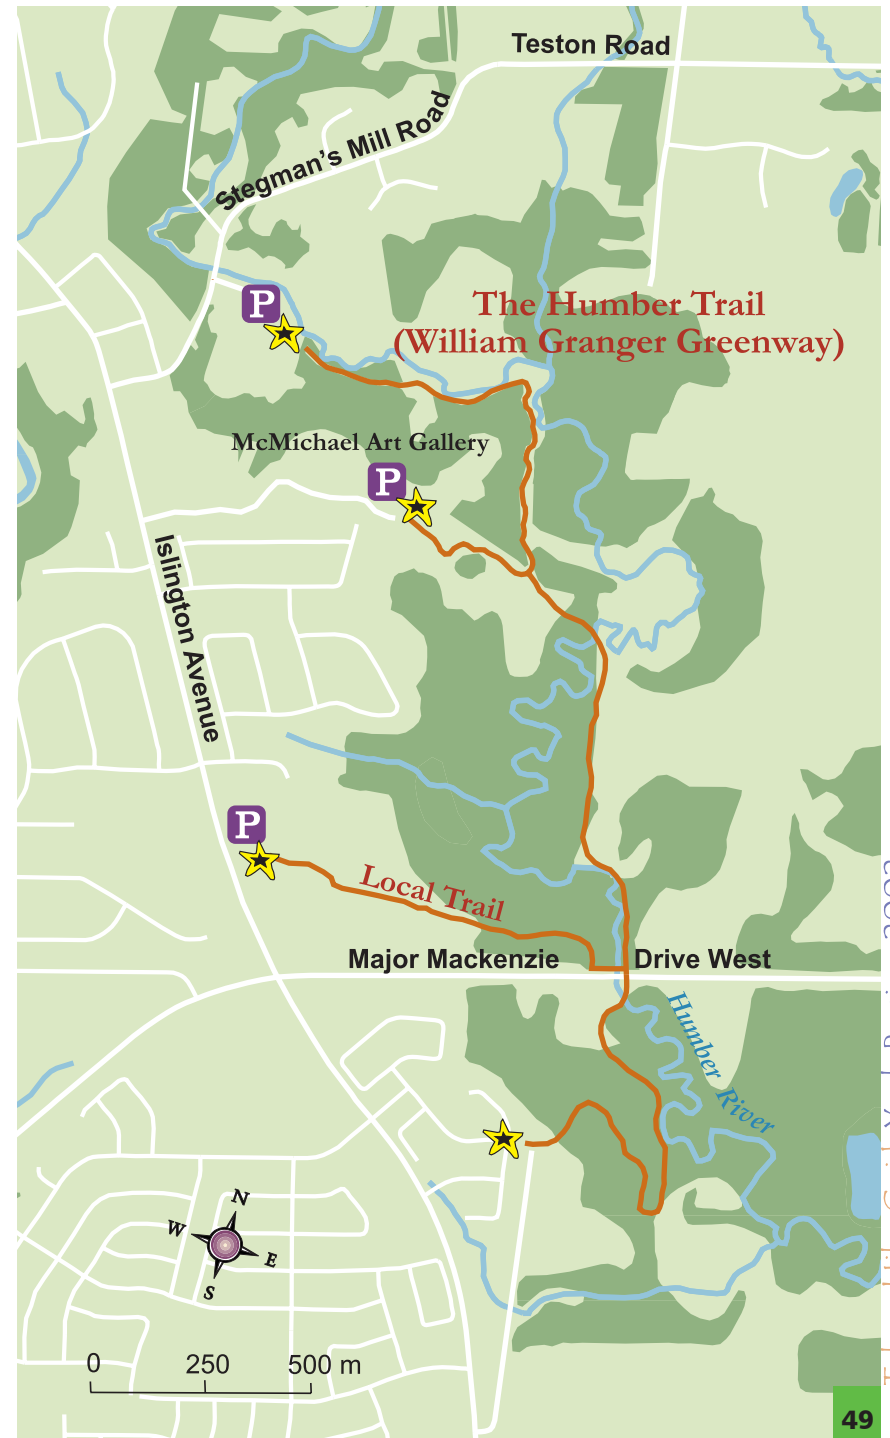 Teston Road
Stegman's Mill Road
P
The Humber Trail
(William Granger Greenway)
McMichael Art Gallery
P
Islington Avenue
P
Local Trail
Major Mackenzie Drive West
Humber River
N
W
E
S
0 250 500 m
49